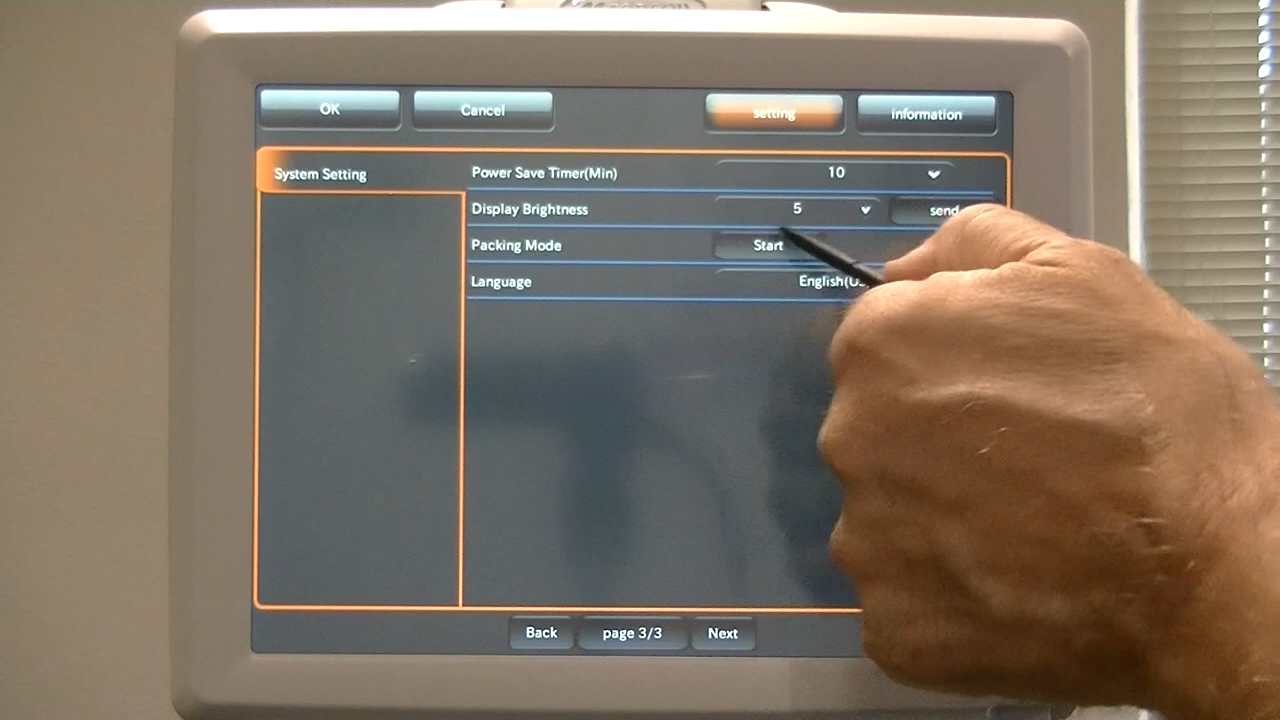 OK Cancel setting information
System Setting
Power Save Timer(Min) 10
Display Brightness 5 send
Packing Mode Start
Language
Back page 3/3 Next